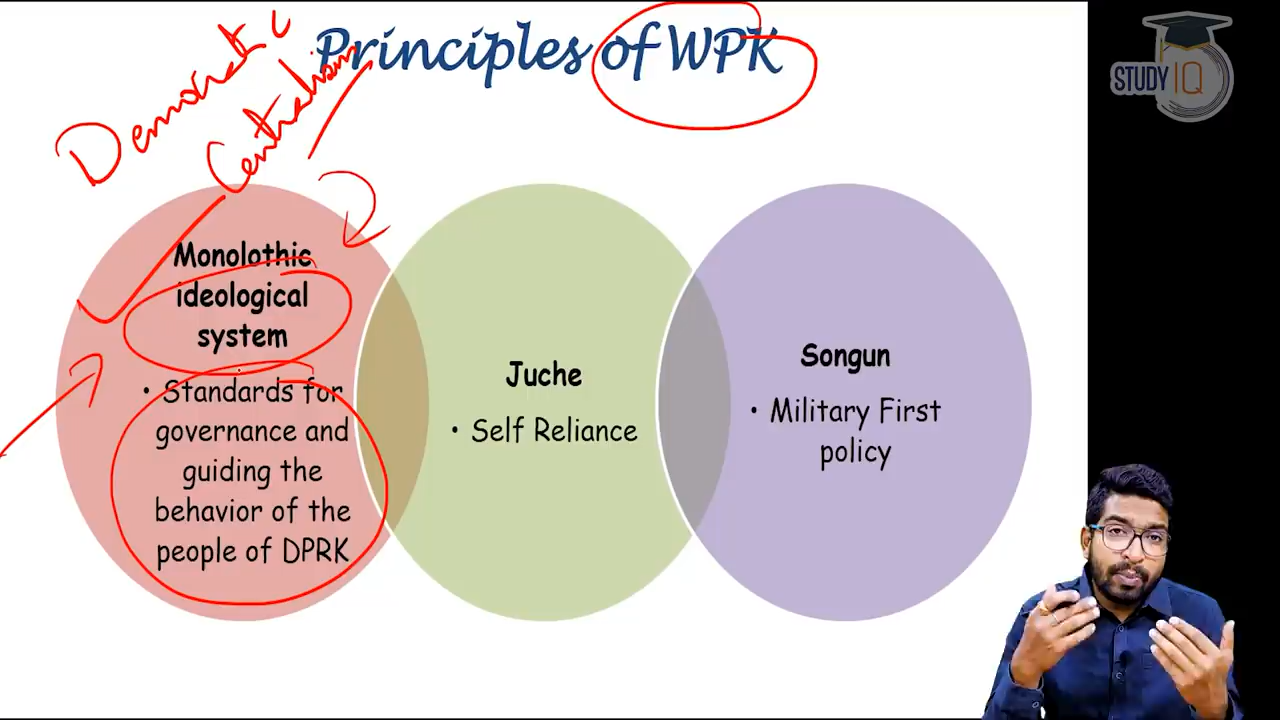 Principles of WPK
STUDY IQ
Democratic
Centralism
Monolothic
ideological
system
• Standards for
governance and
guiding the
behavior of the
people of DPRK
Juche
• Self Reliance
Songun
• Military First
policy